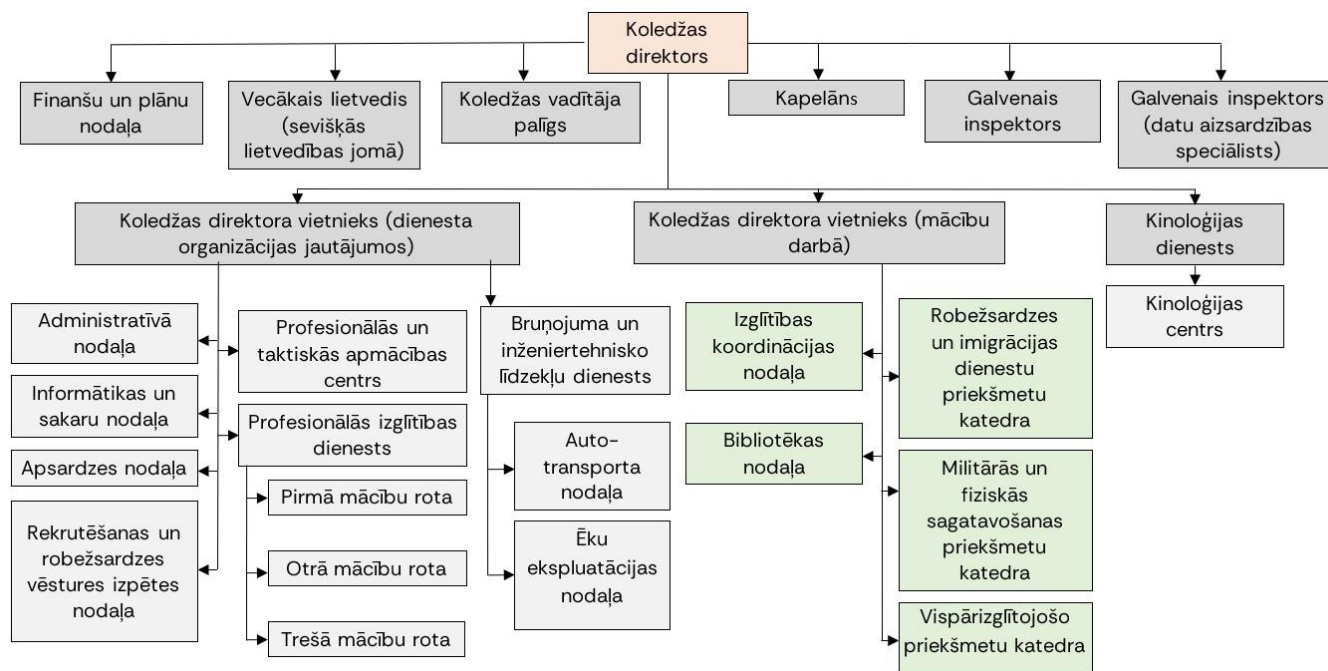 Koledžas
direktors
Finanšu un plānu
nodaļa
Vecākais lietvedis
(sevišķās
lietvedības jomā)
Koledžas vadītāja
palīgs
Kapelāns
Galvenais
inspektors
Galvenais inspektors
(datu aizsardzības
speciālists)
Koledžas direktora vietnieks (dienesta
organizācijas jautājumos)
Koledžas direktora vietnieks (mācību
darbā)
Kinoloģijas
dienests
Administratīvā
nodaļa
Informātikas un
sakaru nodaļa
Apsardzes nodaļa
Rekrutēšanas un
robežsardzes
vēstures izpētes
nodaļa
Profesionālās un
taktiskās apmācības
centrs
Profesionālās izglītības
dienests
Pirmā mācību rota
Otrā mācību rota
Trešā mācību rota
Bruņojuma un
inženiertehnisko
līdzekļu dienests
Auto-
transporta
nodaļa
Ēku
ekspluatācijas
nodaļa
Izglītības
koordinācijas
nodaļa
Bibliotēkas
nodaļa
Robežsardzes
un imigrācijas
dienestu
priekšmetu
katedra
Militārās un
fiziskās
sagatavošanas
priekšmetu
katedra
Vispārizglītojošo
priekšmetu katedra
Kinoloģijas
centrs